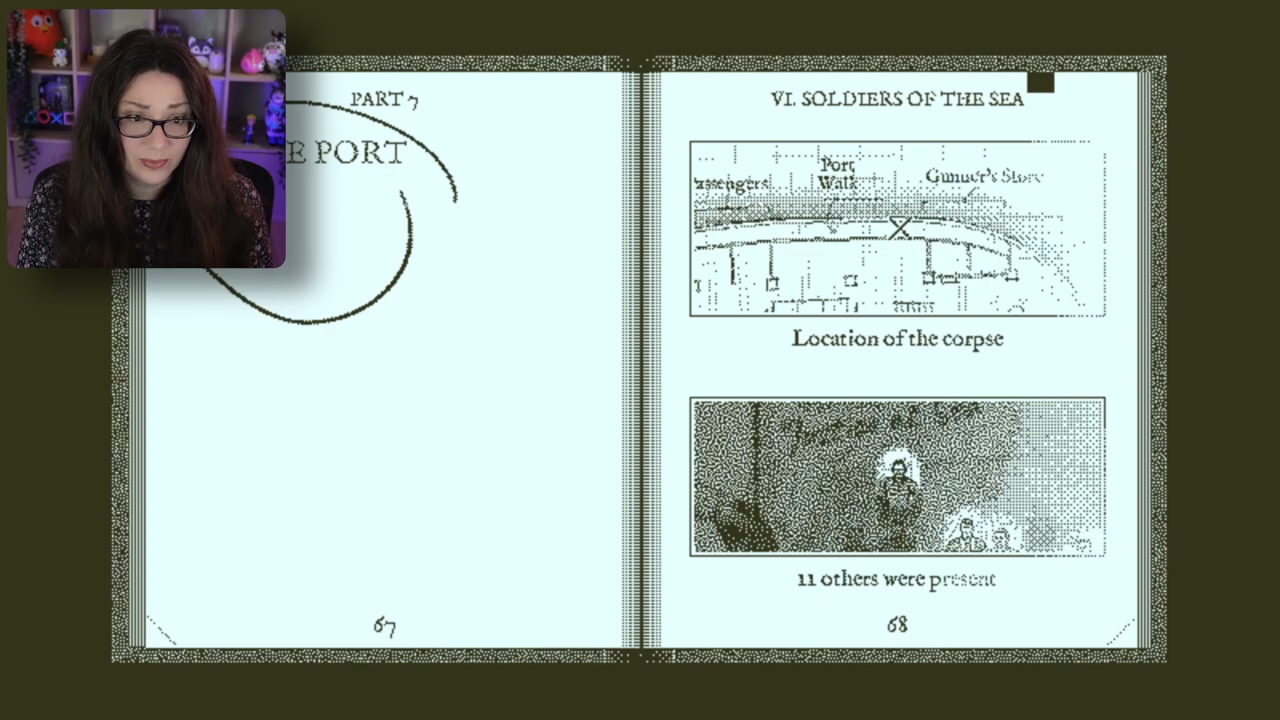 PART 7
E PORT
67
VI. SOLDIERS OF THE SEA
Port
Walk
assengers
Gunner's Store
Location of the corpse
11 others were present
68